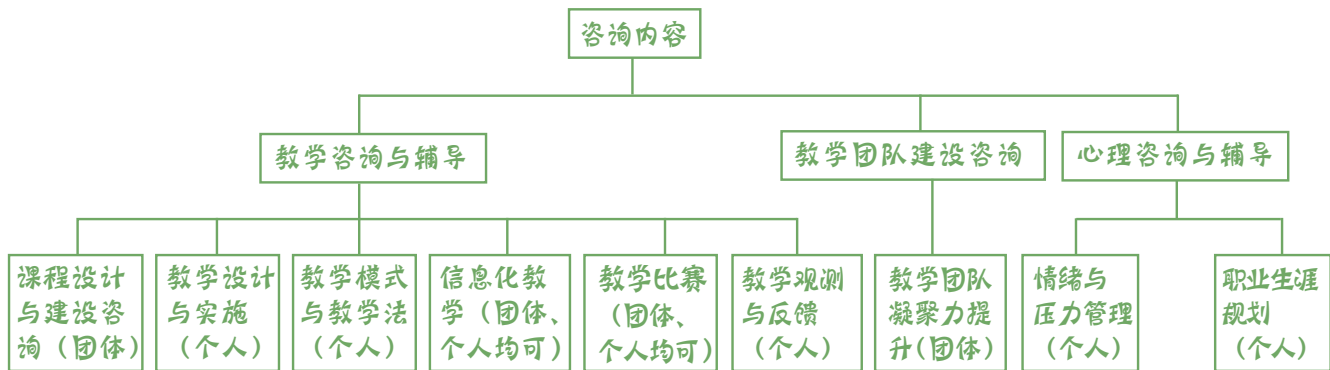 咨询内容
教学咨询与辅导
教学团队建设咨询
心理咨询与辅导
课程设计
与建设咨
询（团体）
教学设计
与实施
（个人）
教学模式
与教学法
（个人）
信息化教
学（团体、
个人均可）
教学比赛
（团体、
个人均可）
教学观测
与反馈
（个人）
教学团队
凝聚力提
升(团体)
情绪与
压力管理
（个人）
职业生涯
规划
（个人）